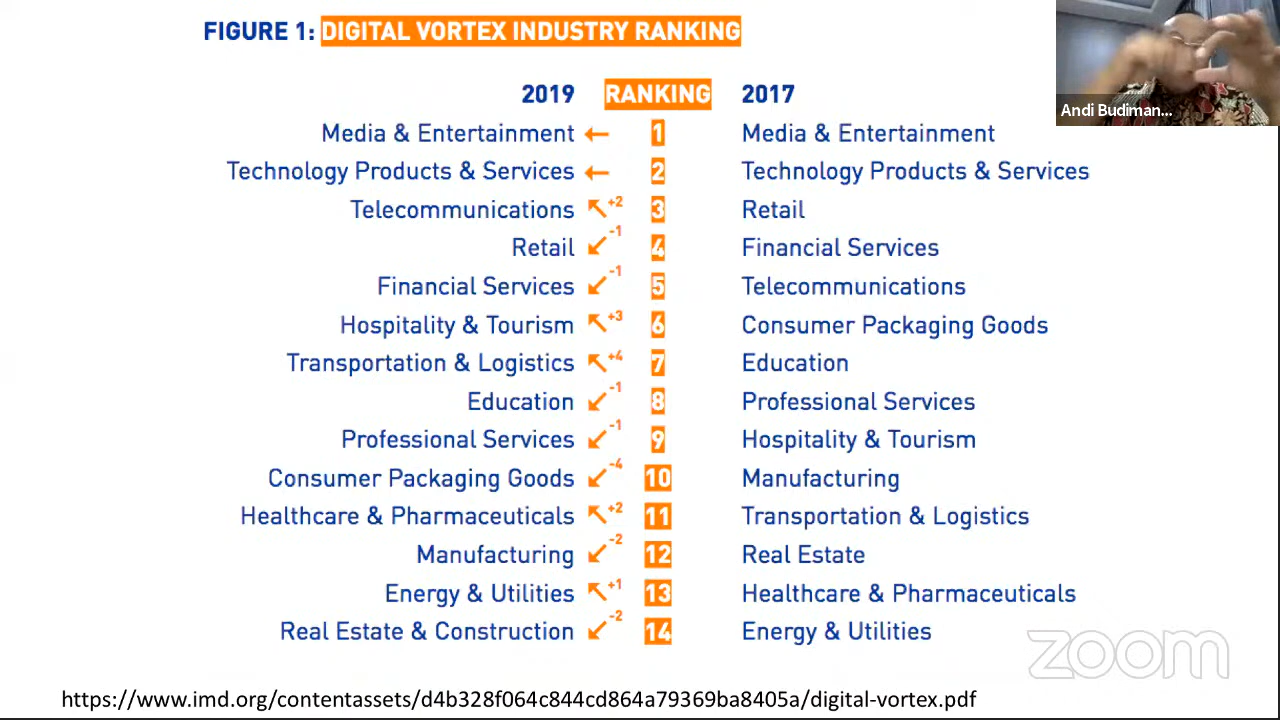 FIGURE 1: DIGITAL VORTEX INDUSTRY RANKING
Andi Budiman...
2019 RANKING 2017
Media & Entertainment ← 1 Media & Entertainment
Technology Products & Services ← 2 Technology Products & Services
Telecommunications ↖ +2 3 Retail
Retail ↙ -1 4 Financial Services
Financial Services ↙ -1 5 Telecommunications
Hospitality & Tourism ↖ +3 6 Consumer Packaging Goods
Transportation & Logistics ↖ +4 7 Education
Education ↙ -1 8 Professional Services
Professional Services ↙ -1 9 Hospitality & Tourism
Consumer Packaging Goods ↙ -4 10 Manufacturing
Healthcare & Pharmaceuticals ↖ +2 11 Transportation & Logistics
Manufacturing ↙ -2 12 Real Estate
Energy & Utilities ↖ +1 13 Healthcare & Pharmaceuticals
Real Estate & Construction ↙ -2 14 Energy & Utilities
zoom
https://www.imd.org/contentassets/d4b328f064c844cd864a79369ba8405a/digital-vortex.pdf